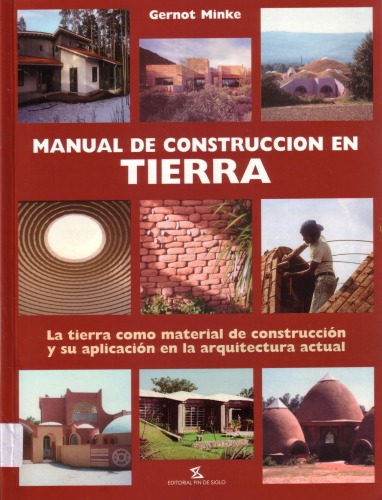 Gernot Minke
MANUAL DE CONSTRUCCION EN
TIERRA
La tierra como material de construcción
y su aplicación en la arquitectura actual
EDITORIAL FIN DE SIGLO